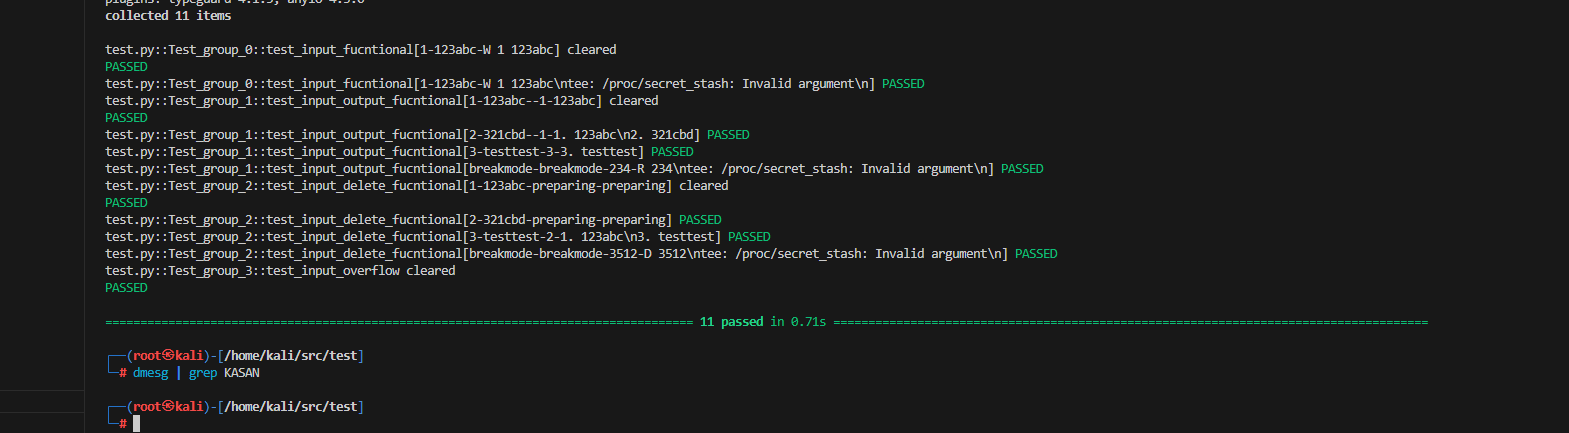 plugins: typeguard-4.1.5, anyio-4.3.0
collected 11 items
test.py::Test_group_0::test_input_fucntional[1-123abc-W 1 123abc] cleared
PASSED
test.py::Test_group_0::test_input_fucntional[1-123abc-W 1 123abc\ntee: /proc/secret_stash: Invalid argument\n] PASSED
test.py::Test_group_1::test_input_output_fucntional[1-123abc--1-123abc] cleared
PASSED
test.py::Test_group_1::test_input_output_fucntional[2-321cbd--1-1. 123abc\n2. 321cbd] PASSED
test.py::Test_group_1::test_input_output_fucntional[3-testtest-3-3. testtest] PASSED
test.py::Test_group_1::test_input_output_fucntional[breakmode-breakmode-234-R 234\ntee: /proc/secret_stash: Invalid argument\n] PASSED
test.py::Test_group_2::test_input_delete_fucntional[1-123abc-preparing-preparing] cleared
PASSED
test.py::Test_group_2::test_input_delete_fucntional[2-321cbd-preparing-preparing] PASSED
test.py::Test_group_2::test_input_delete_fucntional[3-testtest-2-1. 123abc\n3. testtest] PASSED
test.py::Test_group_2::test_input_delete_fucntional[breakmode-breakmode-3512-D 3512\ntee: /proc/secret_stash: Invalid argument\n] PASSED
test.py::Test_group_3::test_input_overflow cleared
PASSED
11 passed in 0.71s
(root㉿kali)-[/home/kali/src/test]
# dmesg | grep KASAN
(root㉿kali)-[/home/kali/src/test]
#